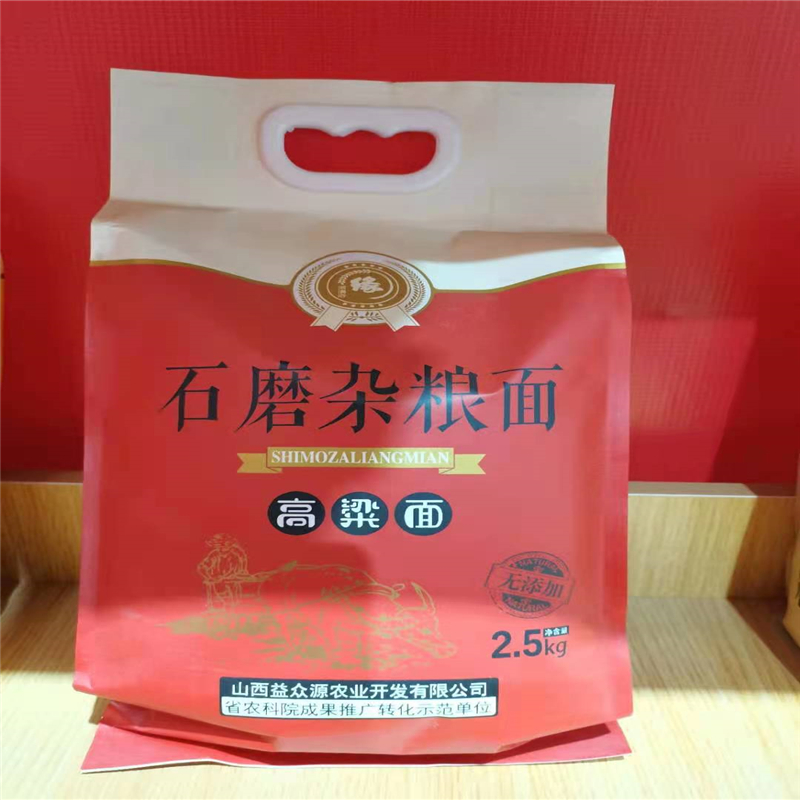 缘
石磨杂粮面
SHIMOZALIANGMIAN
高粱面
NATURAL
无添加
净含量
2.5kg
山西益众源农业开发有限公司
省农科院成果推广转化示范单位